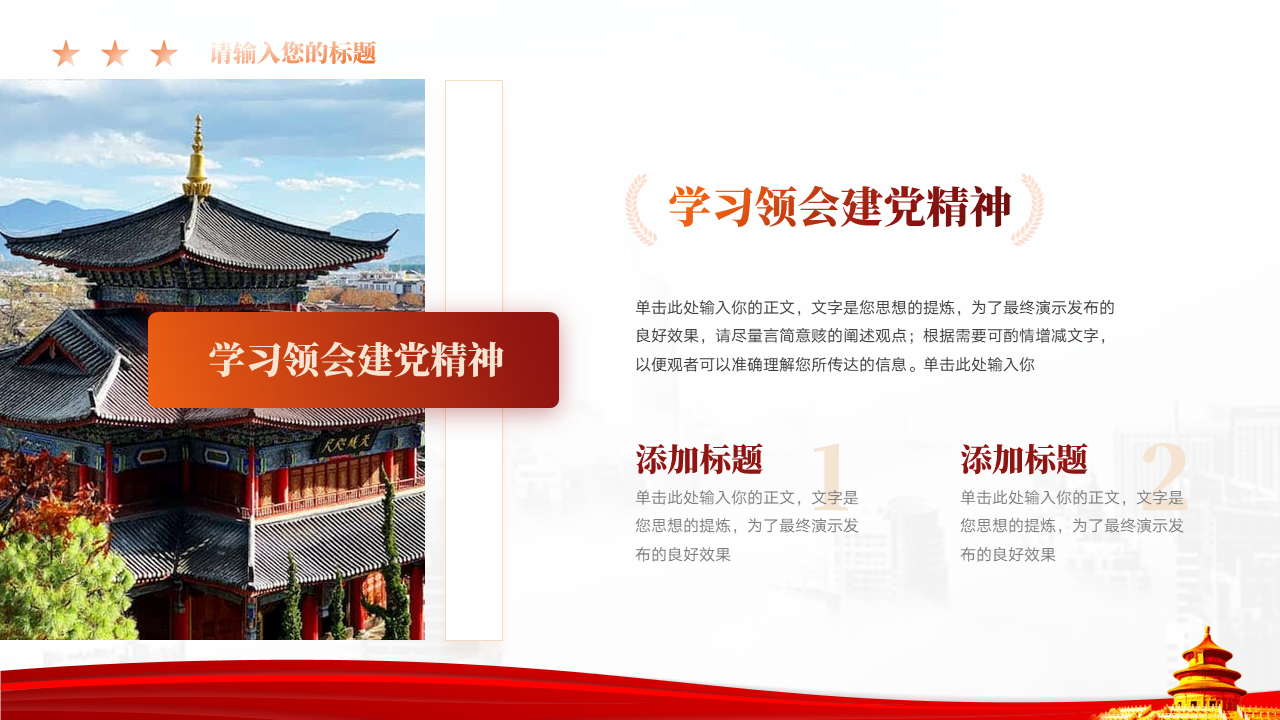 请输入您的标题
学习领会建党精神
学习领会建党精神
单击此处输入你的正文，文字是您思想的提炼，为了最终演示发布的
良好效果，请尽量言简意赅的阐述观点；根据需要可酌情增减文字，
以便观者可以准确理解您所传达的信息。单击此处输入你
添加标题
1
单击此处输入你的正文，文字是
您思想的提炼，为了最终演示发
布的良好效果
添加标题
2
单击此处输入你的正文，文字是
您思想的提炼，为了最终演示发
布的良好效果